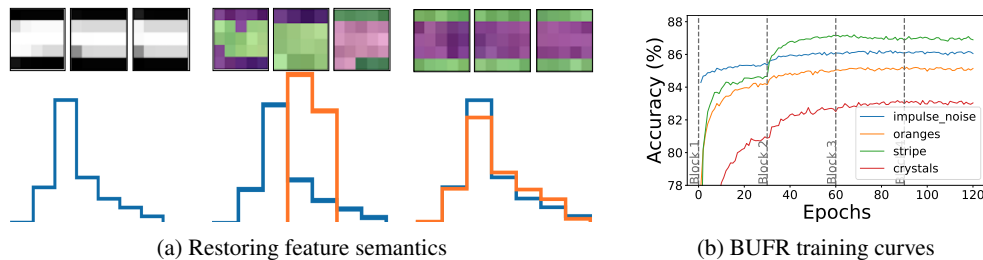 88
86
84
82
80
78
Accuracy (%)
Block 1
Block 2
Block 3
impulse_noise
oranges
stripe
crystals
0
20
40
60
80
100
120
Epochs
(a) Restoring feature semantics
(b) BUFR training curves